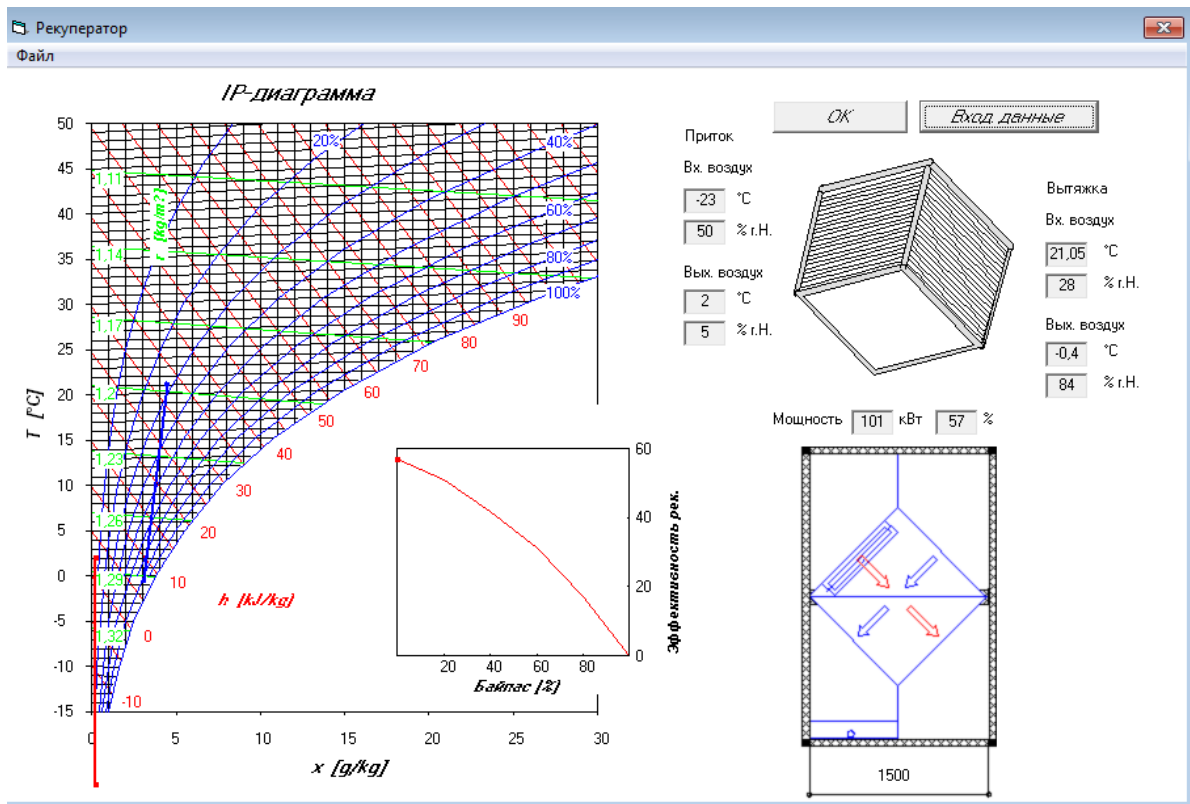 Рекуператор
Файл
IP-диаграмма
OK
Вход данные
Приток
Вх. воздух
-23 °C
50 % r.H.
Вых. воздух
2 °C
5 % r.H.
Вытяжка
Вх. воздух
21,05 °C
28 % r.H.
Вых. воздух
-0,4 °C
84 % r.H.
Мощность 101 кВт 57 %
T [°C]
50
45
40
35
30
25
20
15
10
5
0
-5
-10
-15
1,11
1,14
1,17
1,2
1,23
1,26
1,29
1,32
r [kg/m?]
20%
40%
60%
80%
100%
90
80
70
60
50
40
30
20
10
0
-10
h [kJ/kg]
0 5 10 15 20 25 30
x [g/kg]
60
40
20
0
Эффективность рек.
20 40 60 80
Байпас [%]
1500